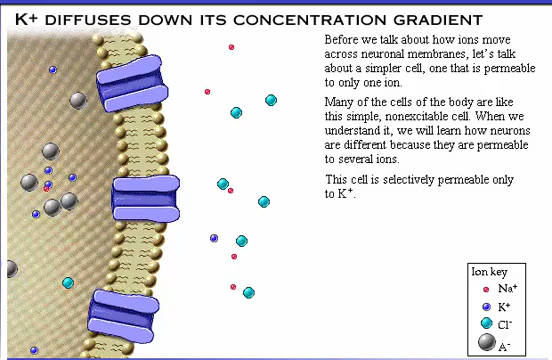 K+ DIFFUSES DOWN ITS CONCENTRATION GRADIENT
Before we talk about how ions move
across neuronal membranes, let's talk
about a simpler cell, one that is permeable
to only one ion.
Many of the cells of the body are like
this simple, nonexcitable cell. When we
understand it, we will learn how neurons
are different because they are permeable
to several ions.
This cell is selectively permeable only
to K⁺.
Ion key
Na⁺
K⁺
Cl⁻
A⁻